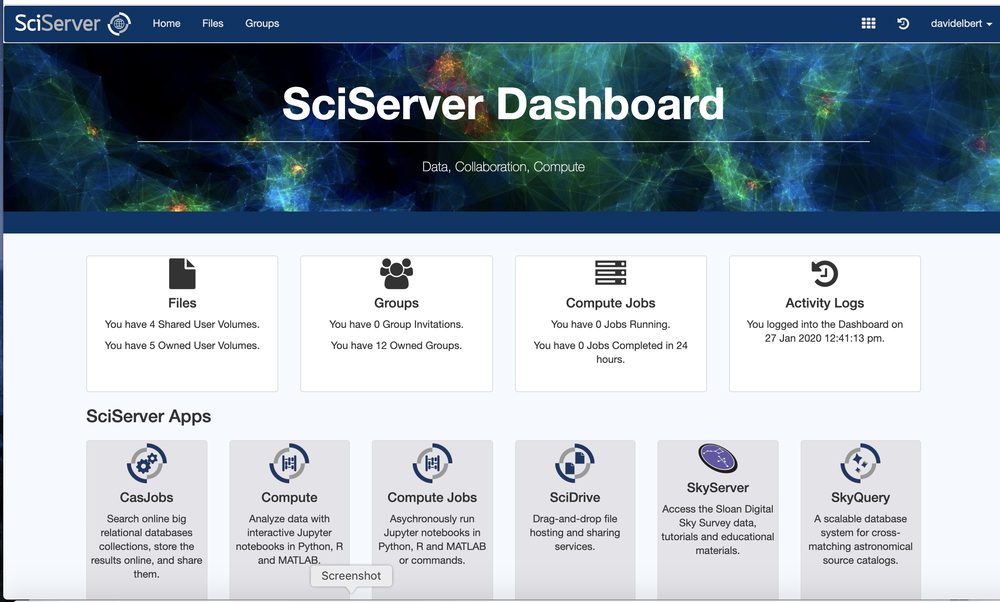 SciServer Home Files Groups davidelbert
SciServer Dashboard
Data, Collaboration, Compute
Files
You have 4 Shared User Volumes.
You have 5 Owned User Volumes.
Groups
You have 0 Group Invitations.
You have 12 Owned Groups.
Compute Jobs
You have 0 Jobs Running.
You have 0 Jobs Completed in 24
hours.
Activity Logs
You logged into the Dashboard on
27 Jan 2020 12:41:13 pm.
SciServer Apps
CasJobs
Search online big
relational databases
collections, store the
results online, and share
them.
Compute
Analyze data with
interactive Jupyter
notebooks in Python, R
and MATLAB.
Compute Jobs
Asychronously run
Jupyter notebooks in
Python, R and MATLAB
or commands.
SciDrive
Drag-and-drop file
hosting and sharing
services.
SkyServer
Access the Sloan Digital
Sky Survey data,
tutorials and educational
materials.
SkyQuery
A scalable database
system for cross-
matching astronomical
source catalogs.
Screenshot